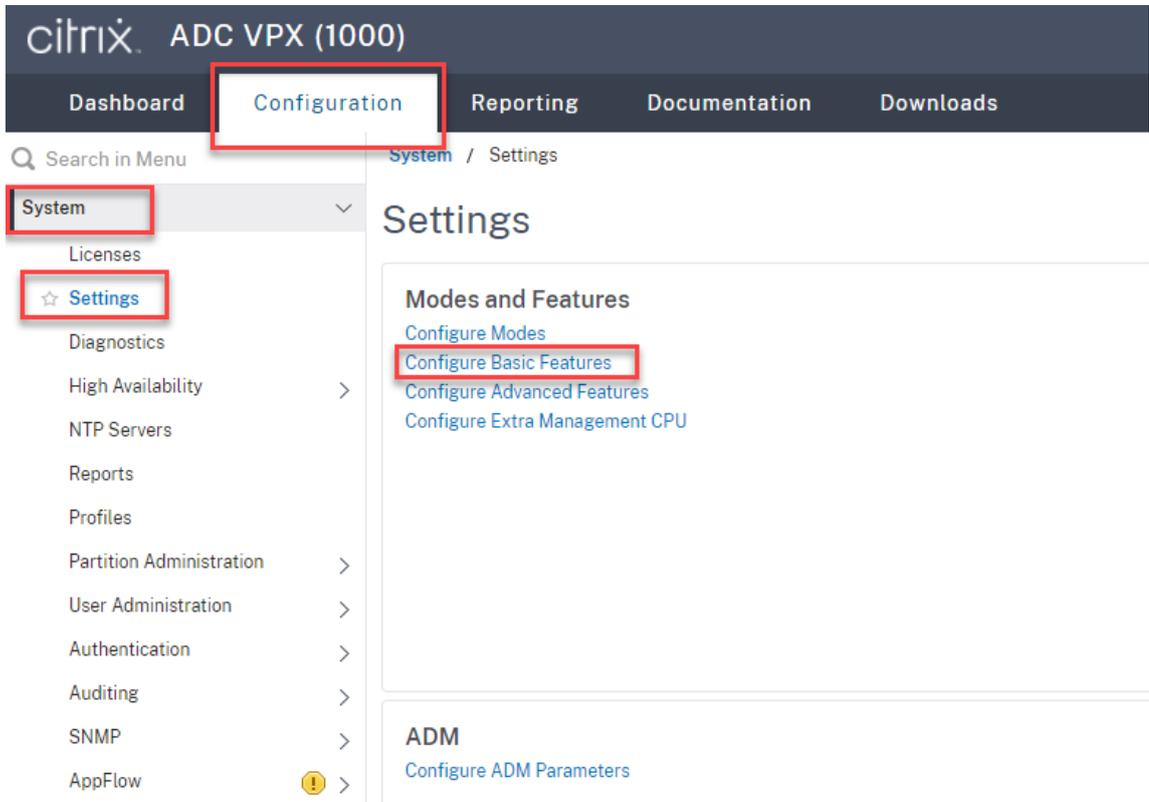 citrix. ADC VPX (1000)
Dashboard Configuration Reporting Documentation Downloads
Search in Menu
System / Settings
System
Licenses
Settings
Diagnostics
High Availability
NTP Servers
Reports
Profiles
Partition Administration
User Administration
Authentication
Auditing
SNMP
AppFlow
Settings
Modes and Features
Configure Modes
Configure Basic Features
Configure Advanced Features
Configure Extra Management CPU
ADM
Configure ADM Parameters